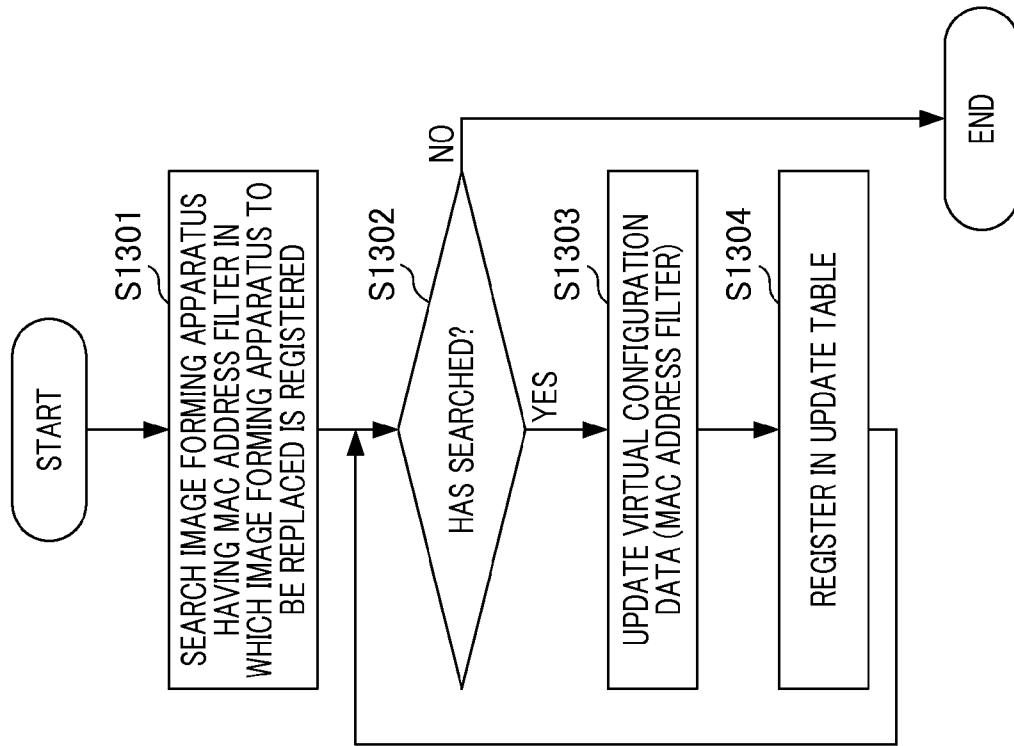 START
S1301
SEARCH IMAGE FORMING APPARATUS
HAVING MAC ADDRESS FILTER IN
WHICH IMAGE FORMING APPARATUS TO
BE REPLACED IS REGISTERED
S1302
HAS SEARCHED?
NO
YES
S1303
UPDATE VIRTUAL CONFIGURATION
DATA (MAC ADDRESS FILTER)
S1304
REGISTER IN UPDATE TABLE
END